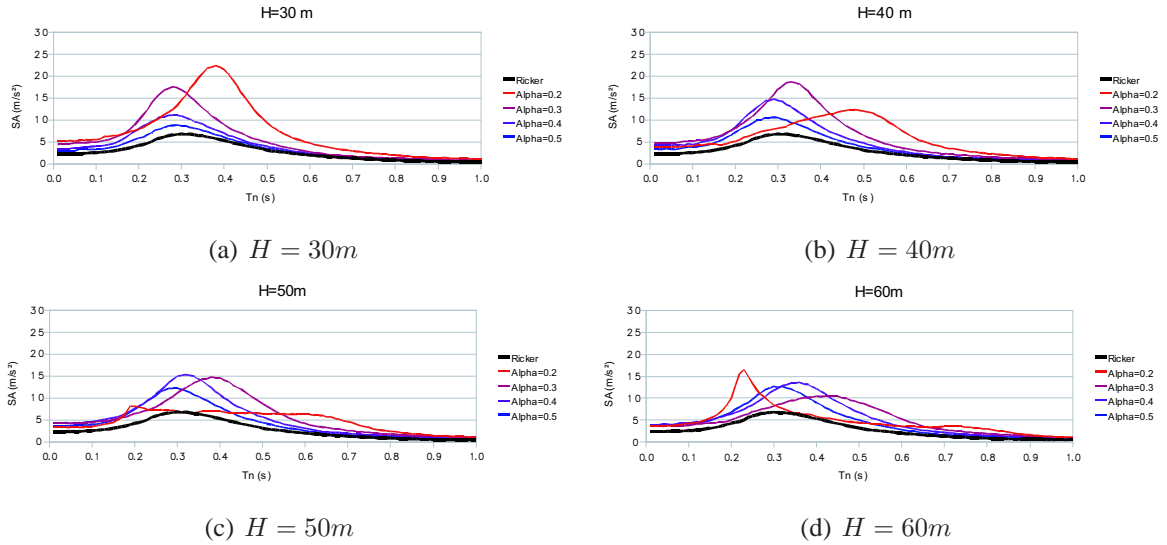 H=30 m
30
25
20
15
10
5
0
SA (m/s²)
0.0 0.1 0.2 0.3 0.4 0.5 0.6 0.7 0.8 0.9 1.0
Tn (s)
Ricker
Alpha=0.2
Alpha=0.3
Alpha=0.4
Alpha=0.5
(a) H = 30m
H=40 m
30
25
20
15
10
5
0
SA (m/s²)
0.0 0.1 0.2 0.3 0.4 0.5 0.6 0.7 0.8 0.9 1.0
Tn (s)
Ricker
Alpha=0.2
Alpha=0.3
Alpha=0.4
Alpha=0.5
(b) H = 40m
H=50m
30
25
20
15
10
5
0
SA (m/s²)
0.0 0.1 0.2 0.3 0.4 0.5 0.6 0.7 0.8 0.9 1.0
Tn (s)
Ricker
Alpha=0.2
Alpha=0.3
Alpha=0.4
Alpha=0.5
(c) H = 50m
H=60m
30
25
20
15
10
5
0
SA (m/s²)
0.0 0.1 0.2 0.3 0.4 0.5 0.6 0.7 0.8 0.9 1.0
Tn (s)
Ricker
Alpha=0.2
Alpha=0.3
Alpha=0.4
Alpha=0.5
(d) H = 60m